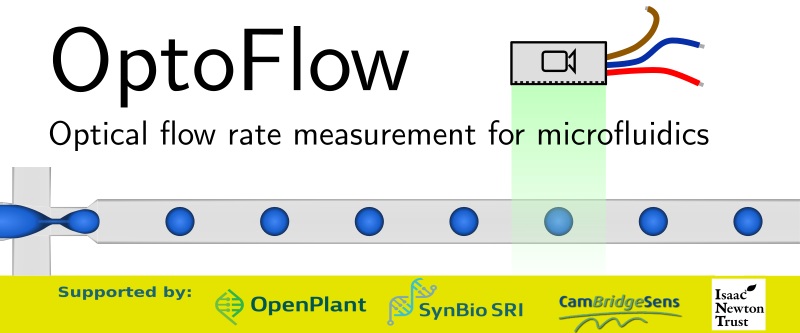 OptoFlow
Optical flow rate measurement for microfluidics
Supported by:
OpenPlant
SynBio SRI
CamBridgeSens
Isaac
Newton
Trust